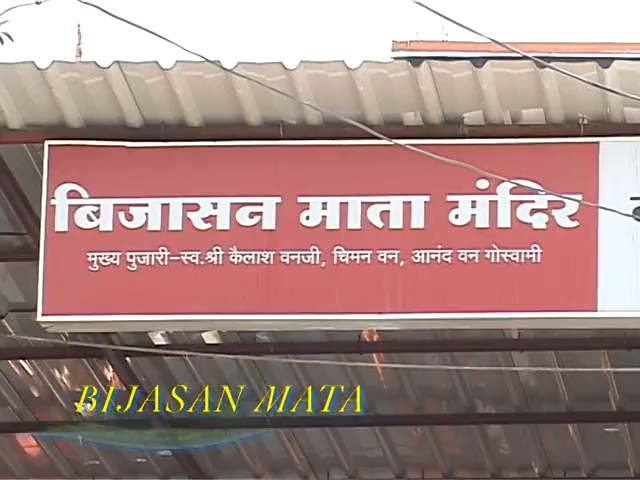 बिजासन माता मंदिर
मुख्य पुजारी-स्व.श्री कैलाश वनजी, चिमन वन, आनंद वन गोस्वामी
BIJASAN MATA